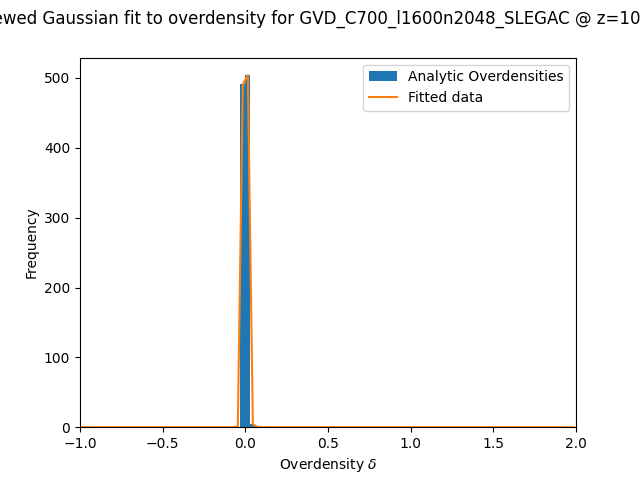 ewed Gaussian fit to overdensity for GVD_C700_l1600n2048_SLEGAC @ z=10
Analytic Overdensities
Fitted data
500
400
300
200
100
0
Frequency
−1.0 −0.5 0.0 0.5 1.0 1.5 2.0
Overdensity δ